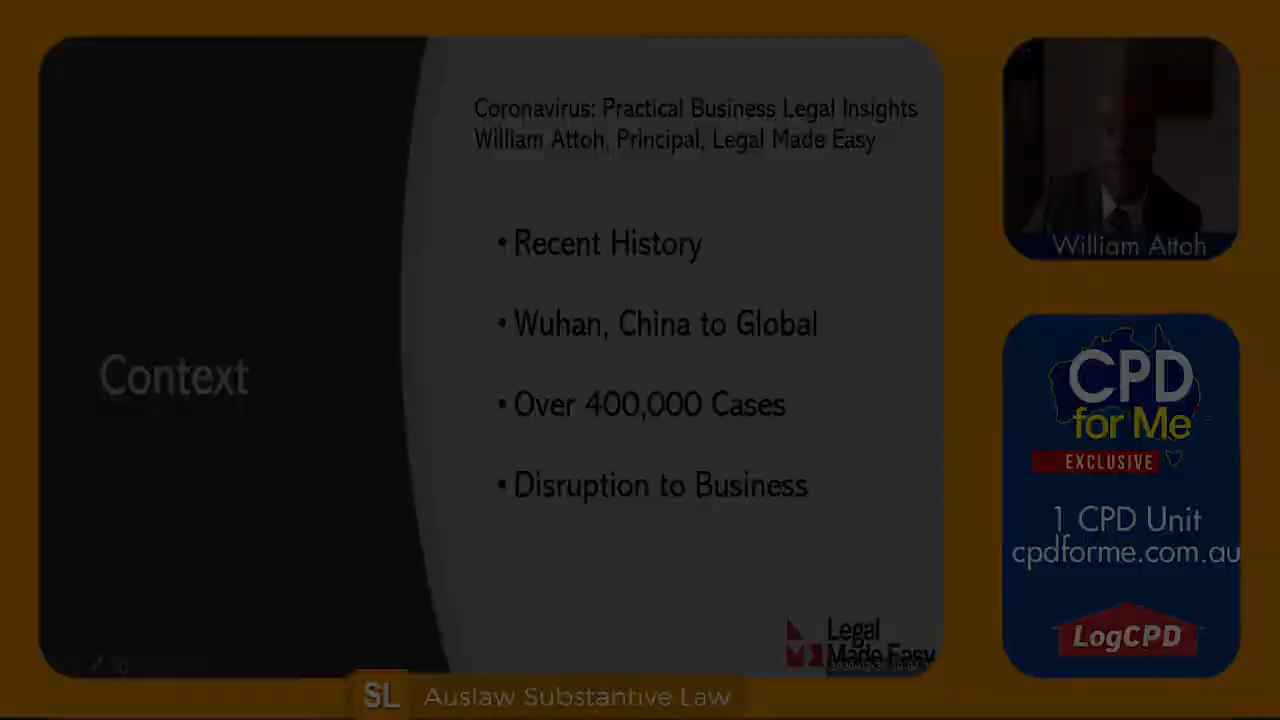 Coronavirus: Practical Business Legal Insights
William Attoh, Principal, Legal Made Easy
Context
• Recent History
• Wuhan, China to Global
• Over 400,000 Cases
• Disruption to Business
Legal
Made Easy
William Attoh
CPD
for Me
EXCLUSIVE
1 CPD Unit
cpdforme.com.au
LogCPD
SL Auslaw Substantive Law